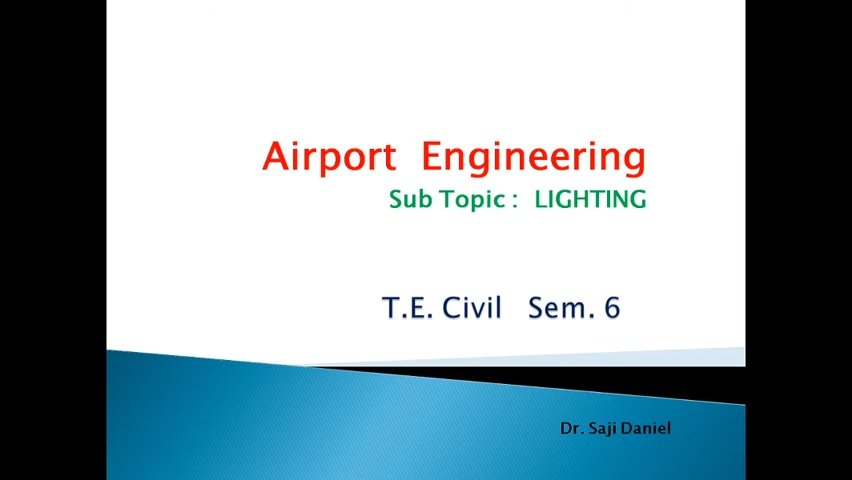 Airport Engineering
Sub Topic : LIGHTING
T.E. Civil Sem. 6
Dr. Saji Daniel